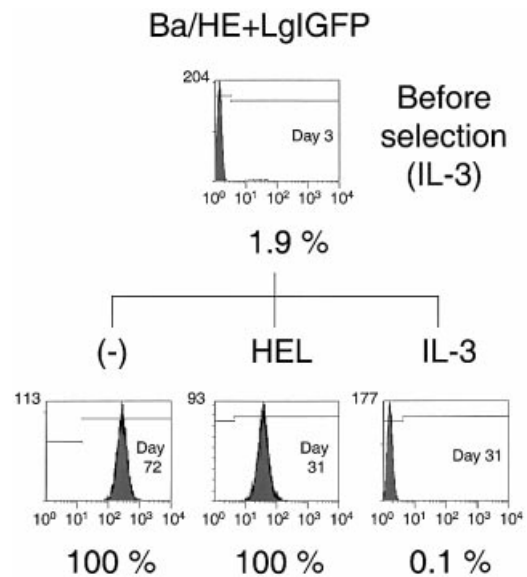 Ba/HE+LgIGFP
204
Day 3
10⁰ 10¹ 10² 10³ 10⁴
1.9 %
Before
selection
(IL-3)
(-)
HEL
IL-3
113
Day
72
10⁰ 10¹ 10² 10³ 10⁴
100 %
93
Day
31
10⁰ 10¹ 10² 10³ 10⁴
100 %
177
Day 31
10⁰ 10¹ 10² 10³ 10⁴
0.1 %